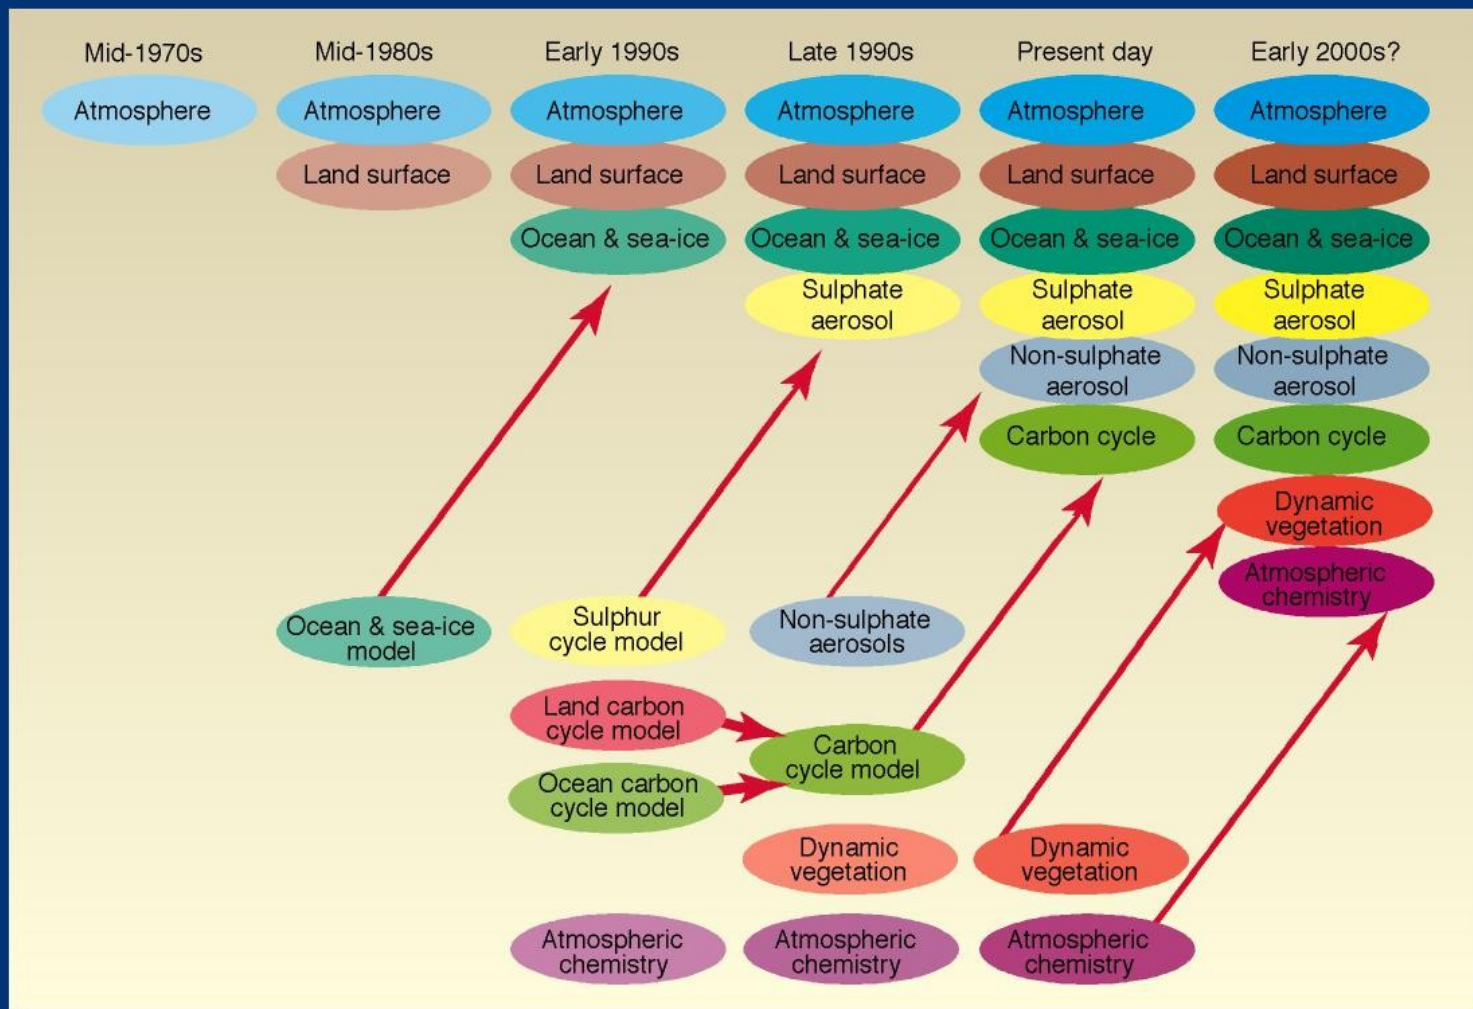 Mid-1970s
Mid-1980s
Early 1990s
Late 1990s
Present day
Early 2000s?
Atmosphere
Atmosphere
Atmosphere
Atmosphere
Atmosphere
Atmosphere
Land surface
Land surface
Land surface
Land surface
Land surface
Ocean & sea-ice
Ocean & sea-ice
Ocean & sea-ice
Ocean & sea-ice
Sulphate
aerosol
Sulphate
aerosol
Sulphate
aerosol
Non-sulphate
aerosol
Non-sulphate
aerosol
Carbon cycle
Carbon cycle
Dynamic
vegetation
Atmospheric
chemistry
Ocean & sea-ice
model
Sulphur
cycle model
Non-sulphate
aerosols
Land carbon
cycle model
Carbon
cycle model
Ocean carbon
cycle model
Dynamic
vegetation
Dynamic
vegetation
Atmospheric
chemistry
Atmospheric
chemistry
Atmospheric
chemistry